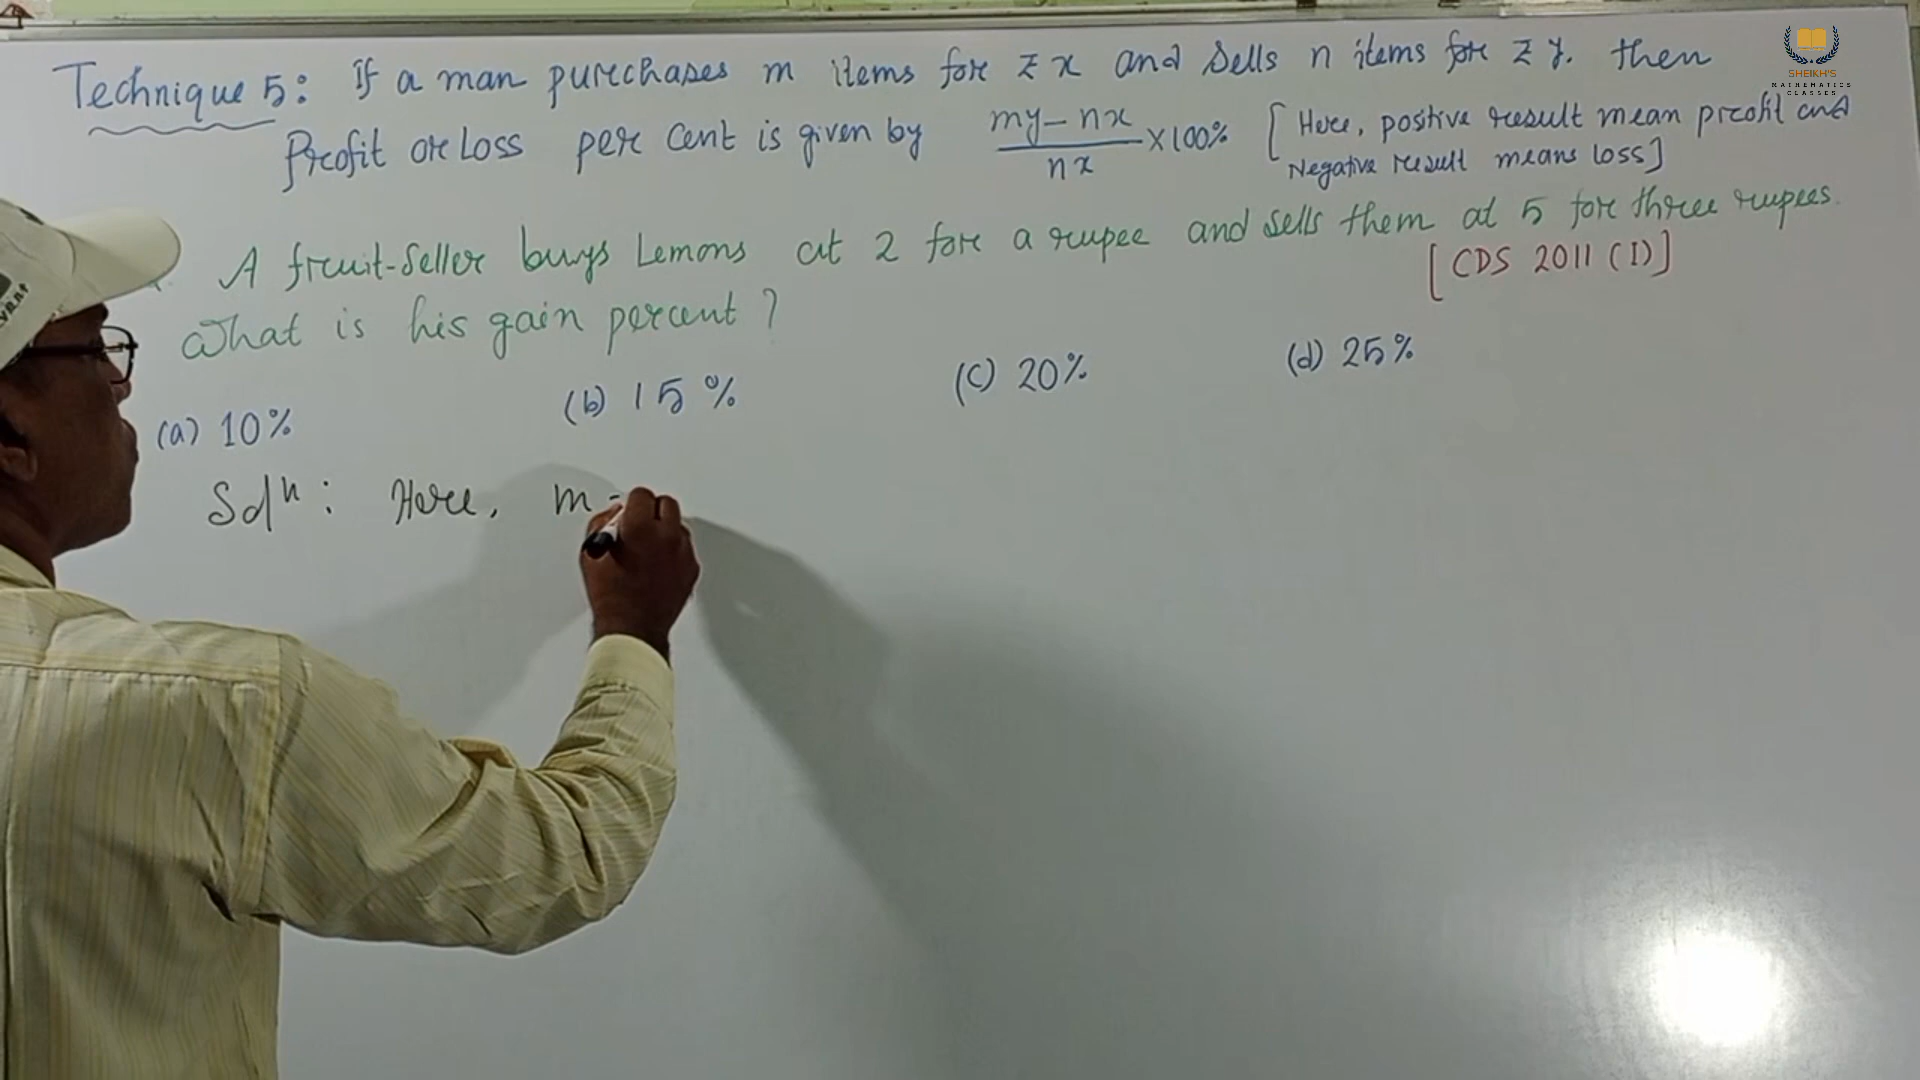 Technique 5: If a man purchases m items for ₹ x and sells n items for ₹ y. then
Profit or Loss per cent is given by my - nx / nx × 100% [Here, positive result mean profit and
Negative result means loss]
A fruit-Seller buys Lemons at 2 for a rupee and sells them at 5 for three rupees.
What is his gain percent ?
[CDS 2011 (I)]
(a) 10% (b) 15% (c) 20% (d) 25%
Solⁿ : Here, m =
SHEIKH'S
MATHEMATICS
CLASSES